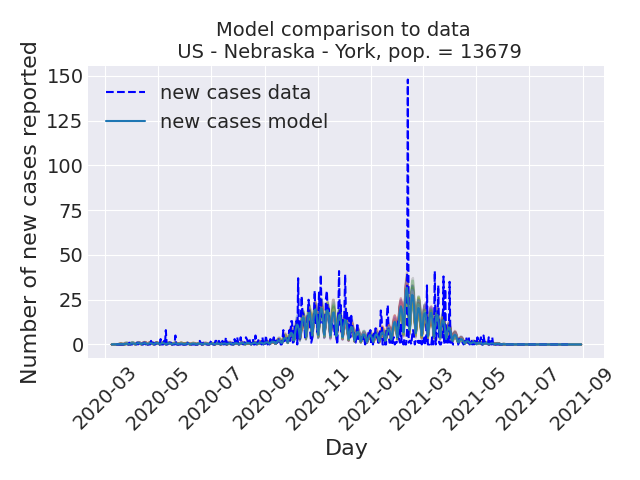 Model comparison to data
US - Nebraska - York, pop. = 13679
new cases data
new cases model
Number of new cases reported
150
125
100
75
50
25
0
2020-03
2020-05
2020-07
2020-09
2020-11
2021-01
2021-03
2021-05
2021-07
2021-09
Day